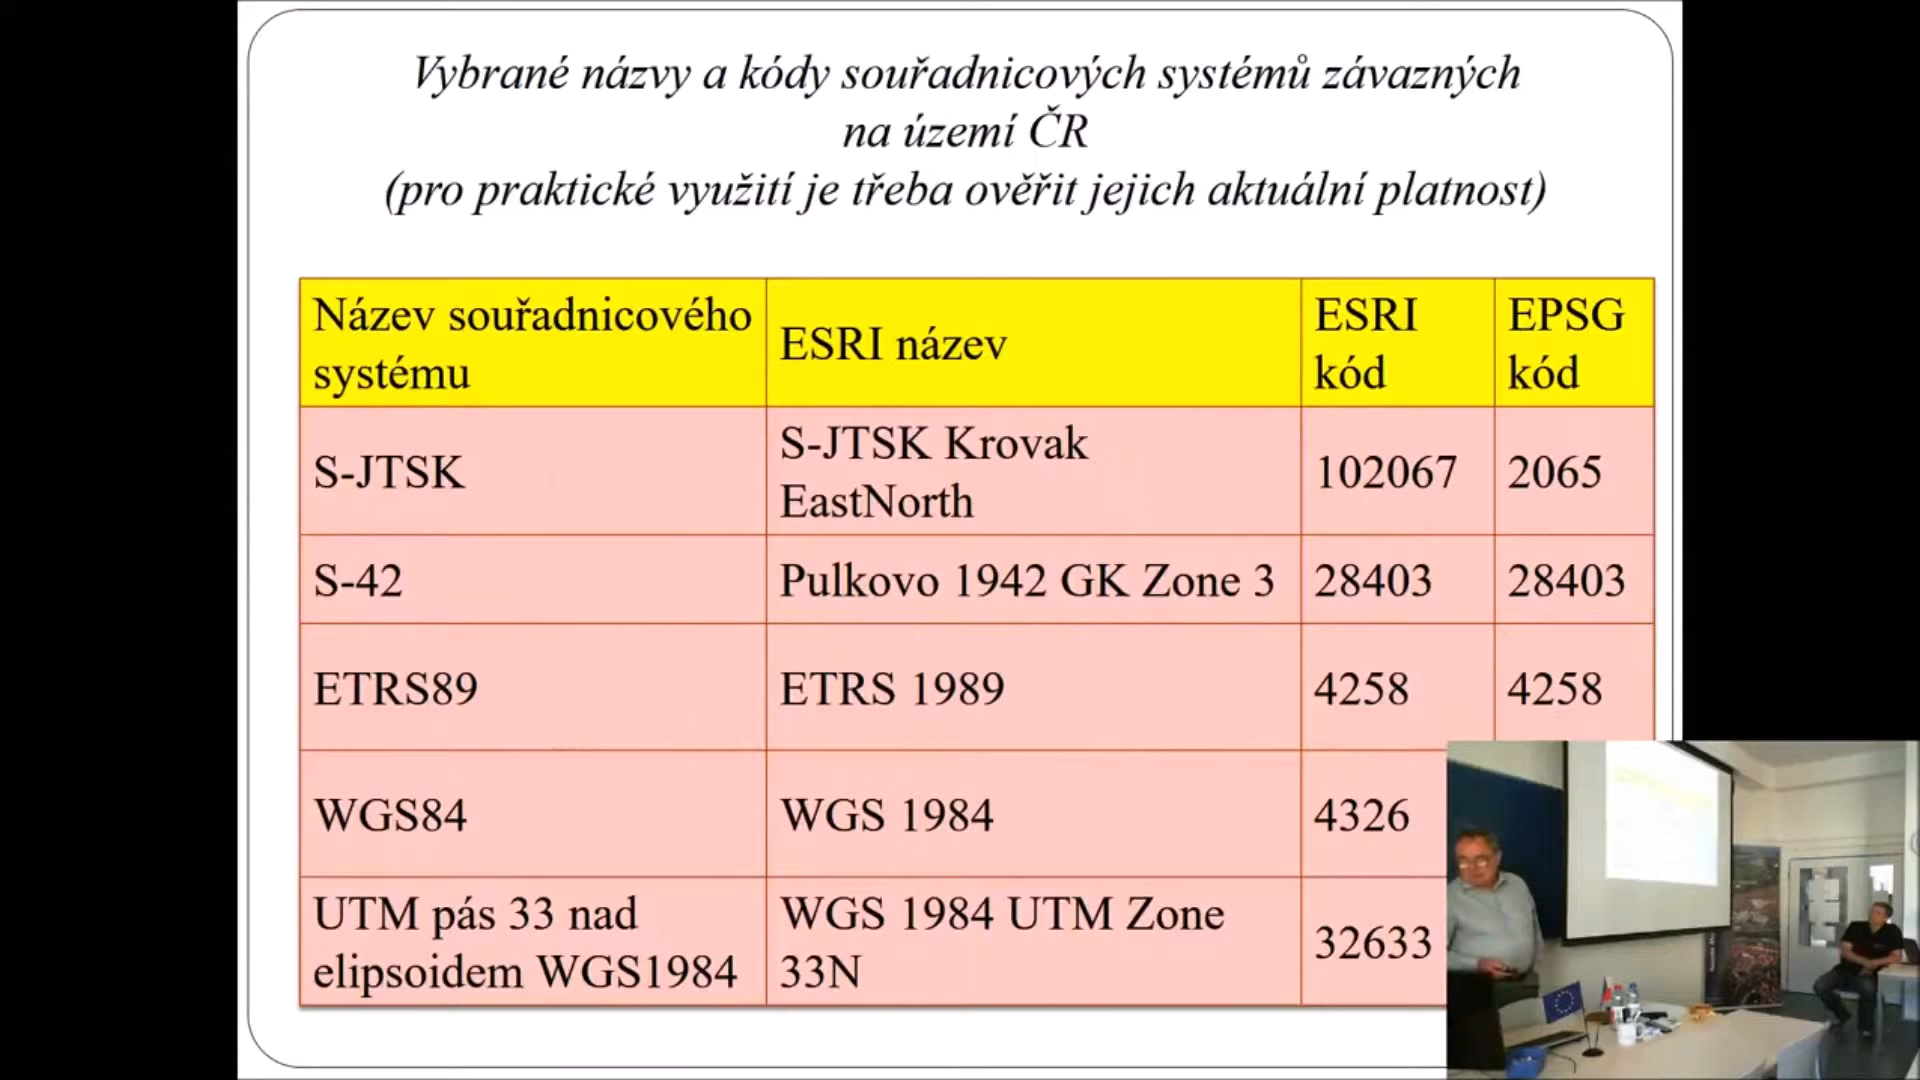 Vybrané názvy a kódy souřadnicových systémů závazných
na území ČR
(pro praktické využití je třeba ověřit jejich aktuální platnost)
Název souřadnicového
systému
ESRI název
ESRI
kód
EPSG
kód
S-JTSK
S-JTSK Krovak
EastNorth
102067
2065
S-42
Pulkovo 1942 GK Zone 3
28403
28403
ETRS89
ETRS 1989
4258
4258
WGS84
WGS 1984
4326
UTM pás 33 nad
elipsoidem WGS1984
WGS 1984 UTM Zone
33N
32633